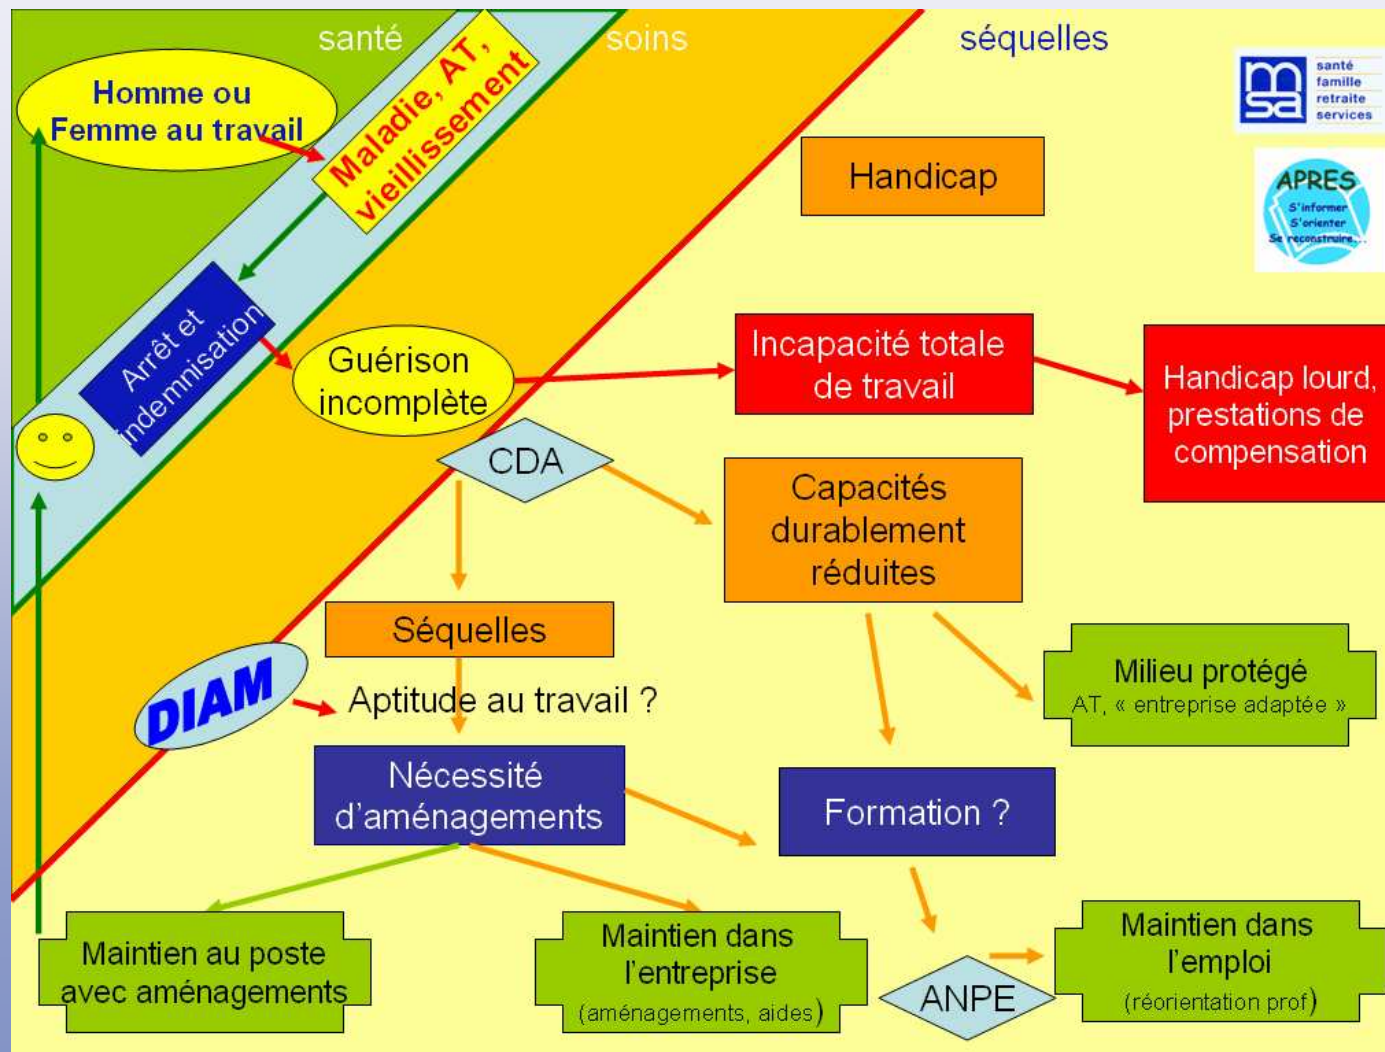 santé
soins
séquelles
msa
santé
famille
retraite
services
Homme ou
Femme au travail
Maladie, AT,
vieillissement
Handicap
APRES
S'informer
S'orienter
Se reconstruire...
Arrêt et
indemnisation
Guérison
incomplète
Incapacité totale
de travail
Handicap lourd,
prestations de
compensation
CDA
Capacités
durablement
réduites
Séquelles
DIAM
Aptitude au travail ?
Milieu protégé
AT, « entreprise adaptée »
Nécessité
d'aménagements
Formation ?
Maintien au poste
avec aménagements
Maintien dans
l'entreprise
(aménagements, aides)
ANPE
Maintien dans
l'emploi
(réorientation prof)